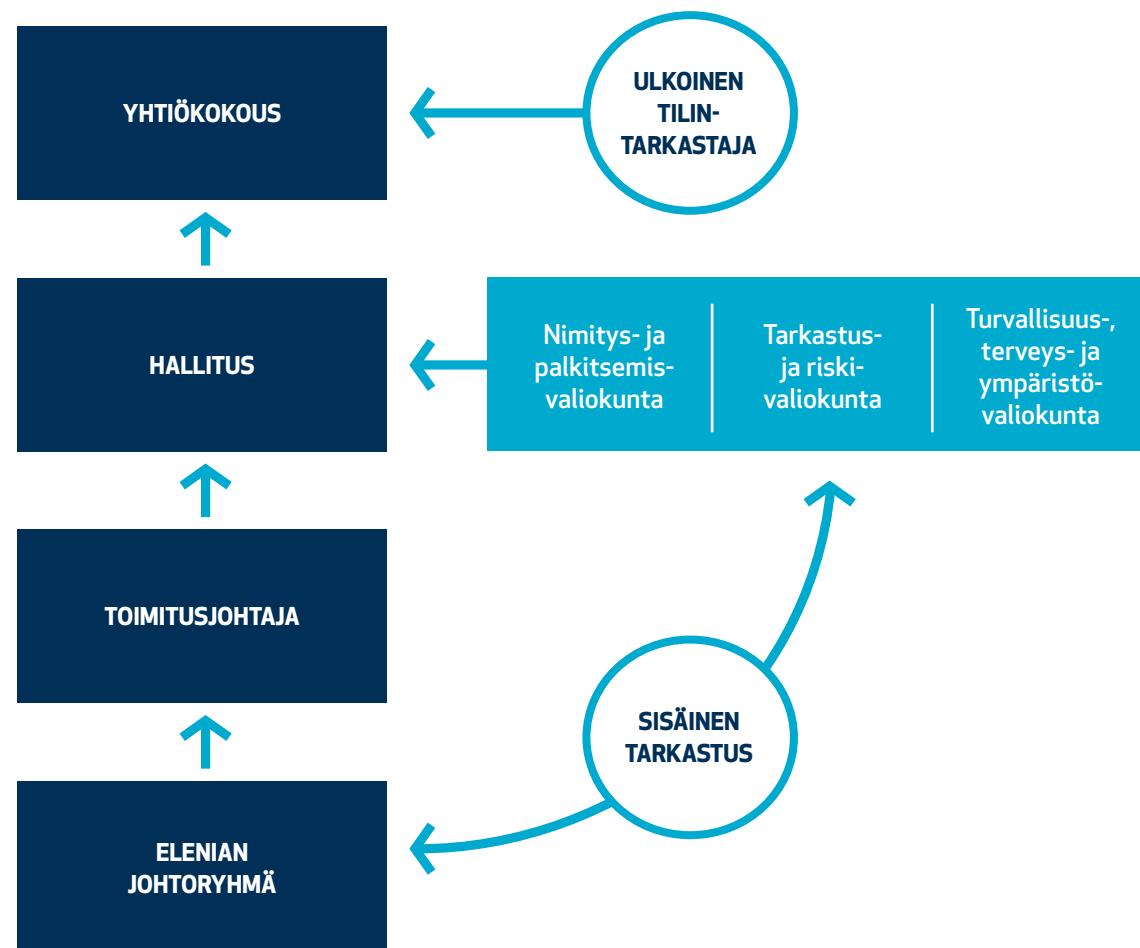 YHTIÖKOKOUS
ULKOINEN
TILIN-
TARKASTAJA
HALLITUS
Nimitys- ja
palkitsemis-
valiokunta
Tarkastus-
ja riski-
valiokunta
Turvallisuus-,
terveys- ja
ympäristö-
valiokunta
TOIMITUSJOHTAJA
SISÄINEN
TARKASTUS
ELENIAN
JOHTORYHMÄ